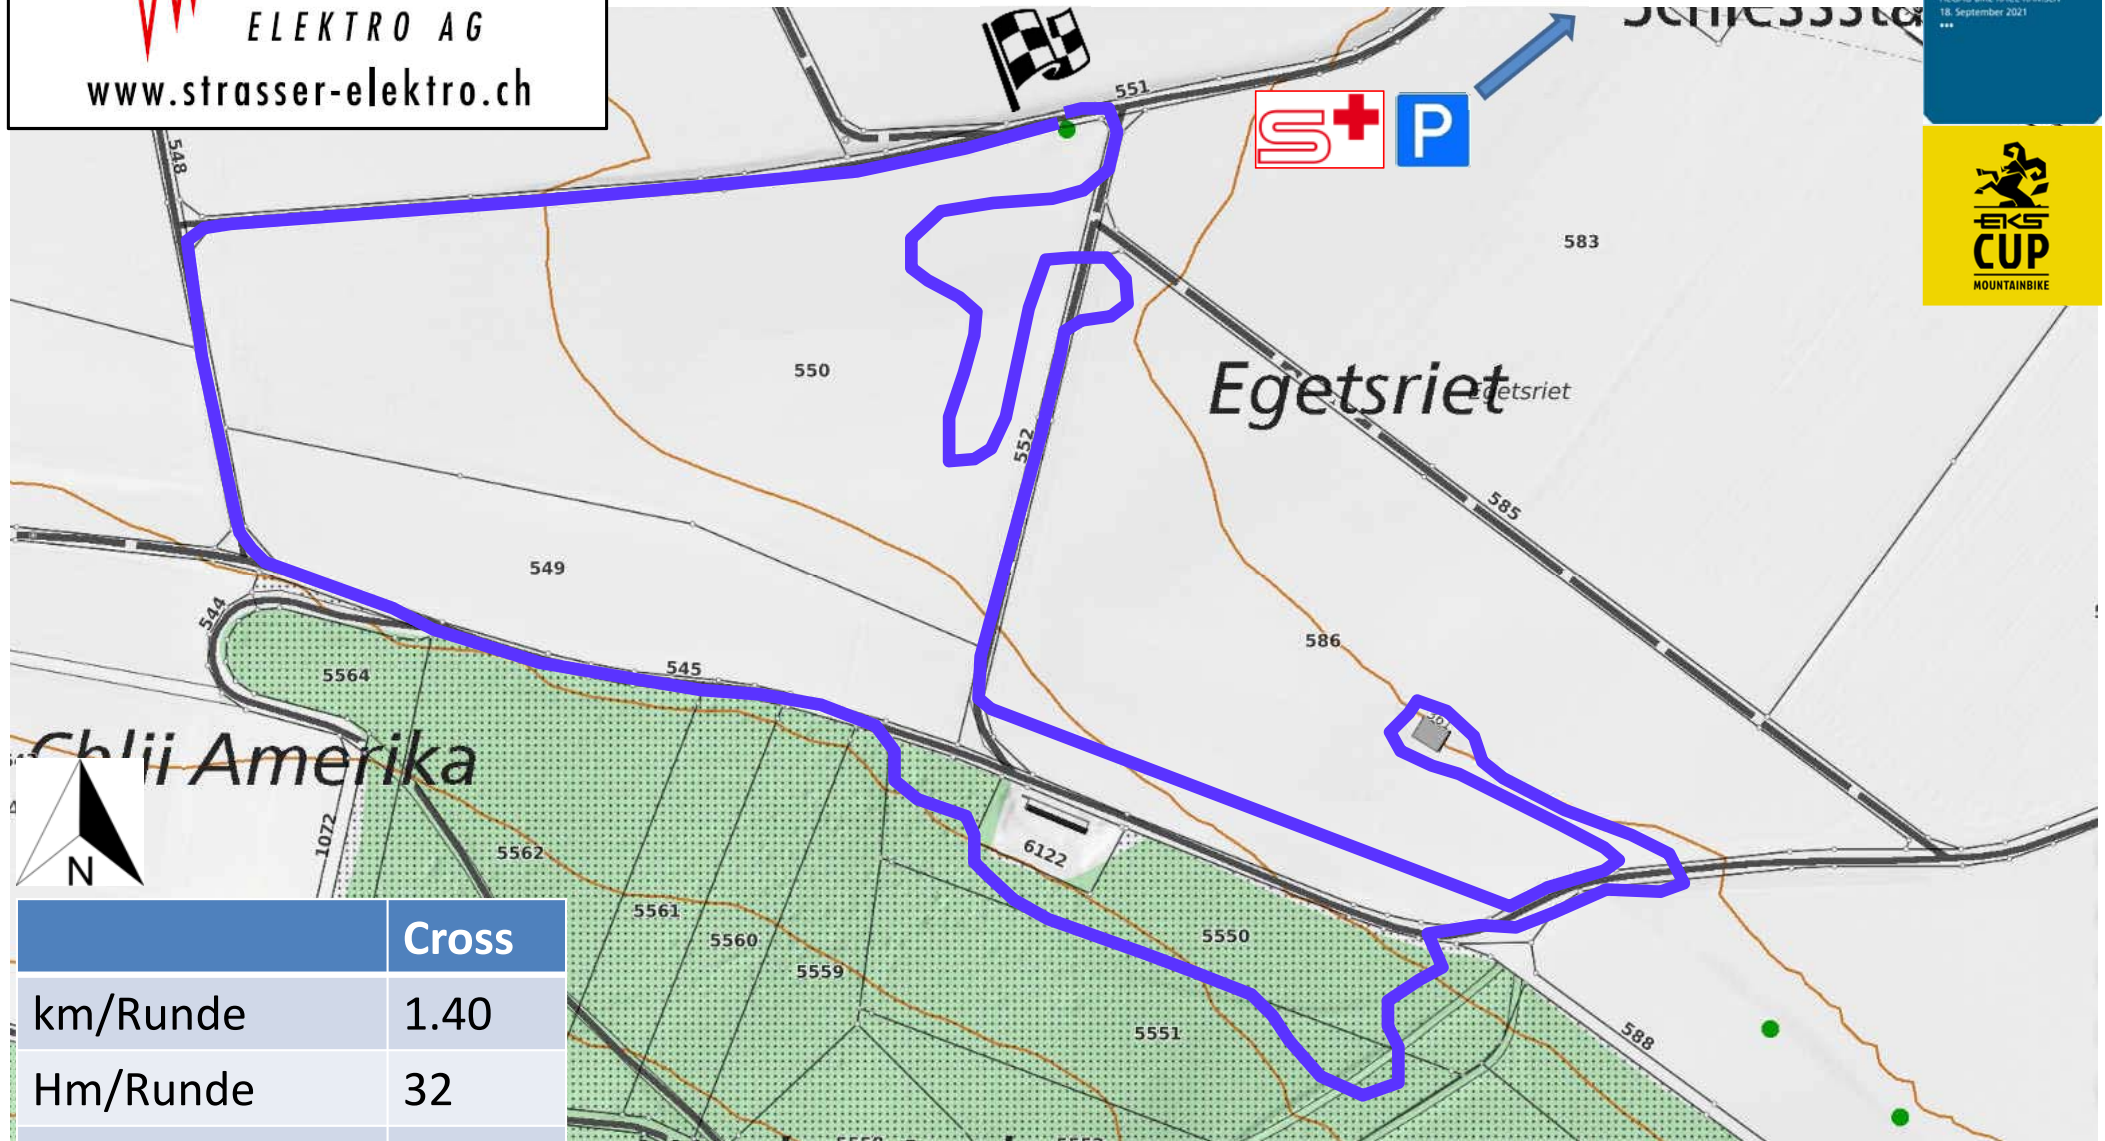 ELEKTRO AG
www.strasser-elektro.ch
18. September 2021
551
548
S+
P
EKS
CUP
MOUNTAINBIKE
583
550
Egetsriet
Egetsriet
552
585
549
544
586
545
5564
Chlii Amerika
1072
N
5562
6122
5561
5560
5550
5559
5551
588
Cross
km/Runde 1.40
Hm/Runde 32